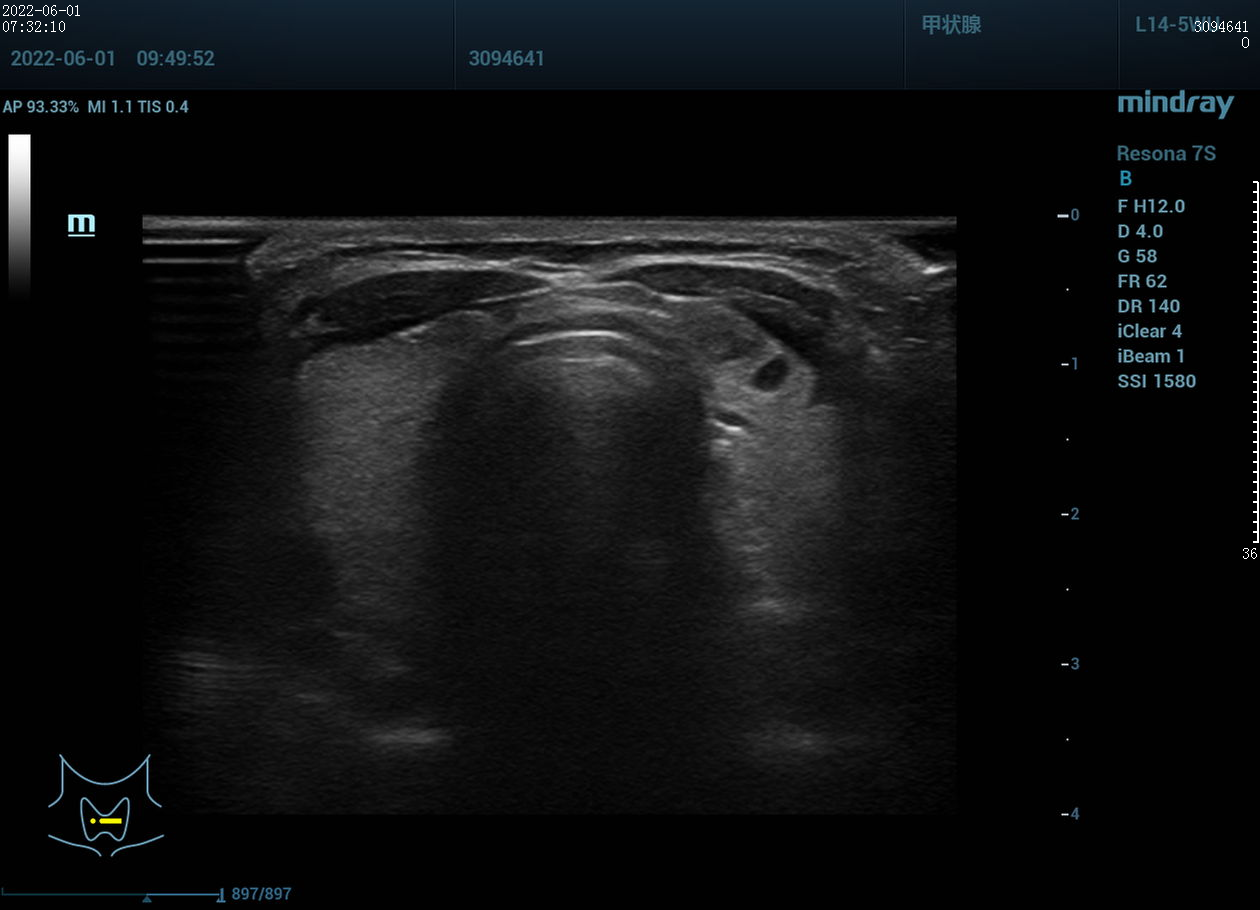 2022-06-01
07:32:10
甲状腺
3094641
0
2022-06-01 09:49:52
3094641
AP 93.33% MI 1.1 TIS 0.4
mindray
Resona 7S
B
m
F H12.0
D 4.0
G 58
FR 62
DR 140
iClear 4
iBeam 1
SSI 1580
0
1
2
3
4
36
897/897